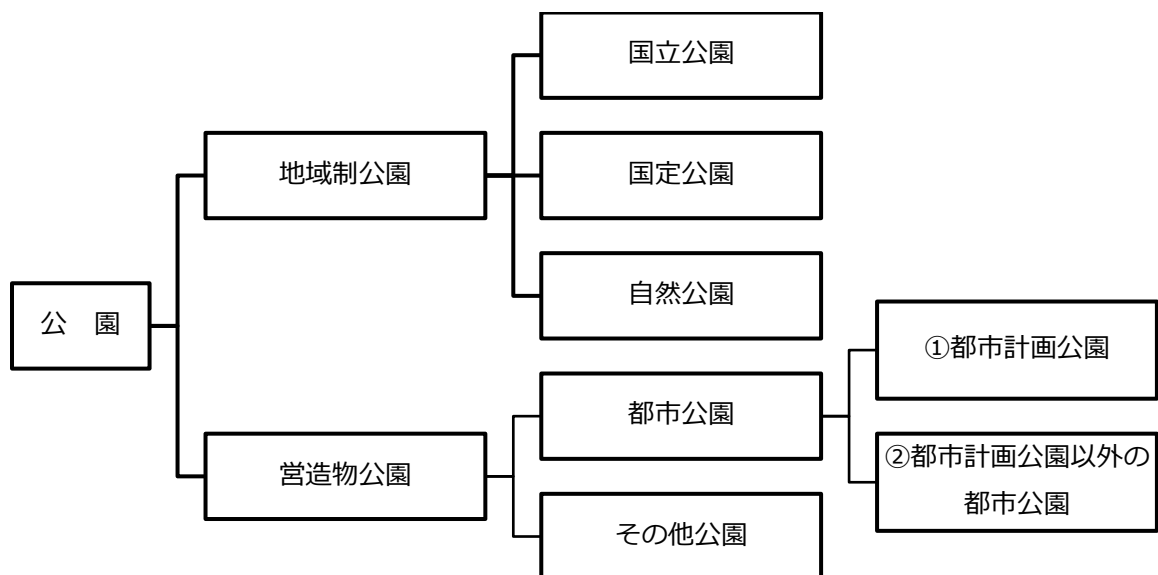 国立公園
地域制公園
国定公園
自然公園
公　園
①都市計画公園
都市公園
営造物公園
②都市計画公園以外の
都市公園
その他公園